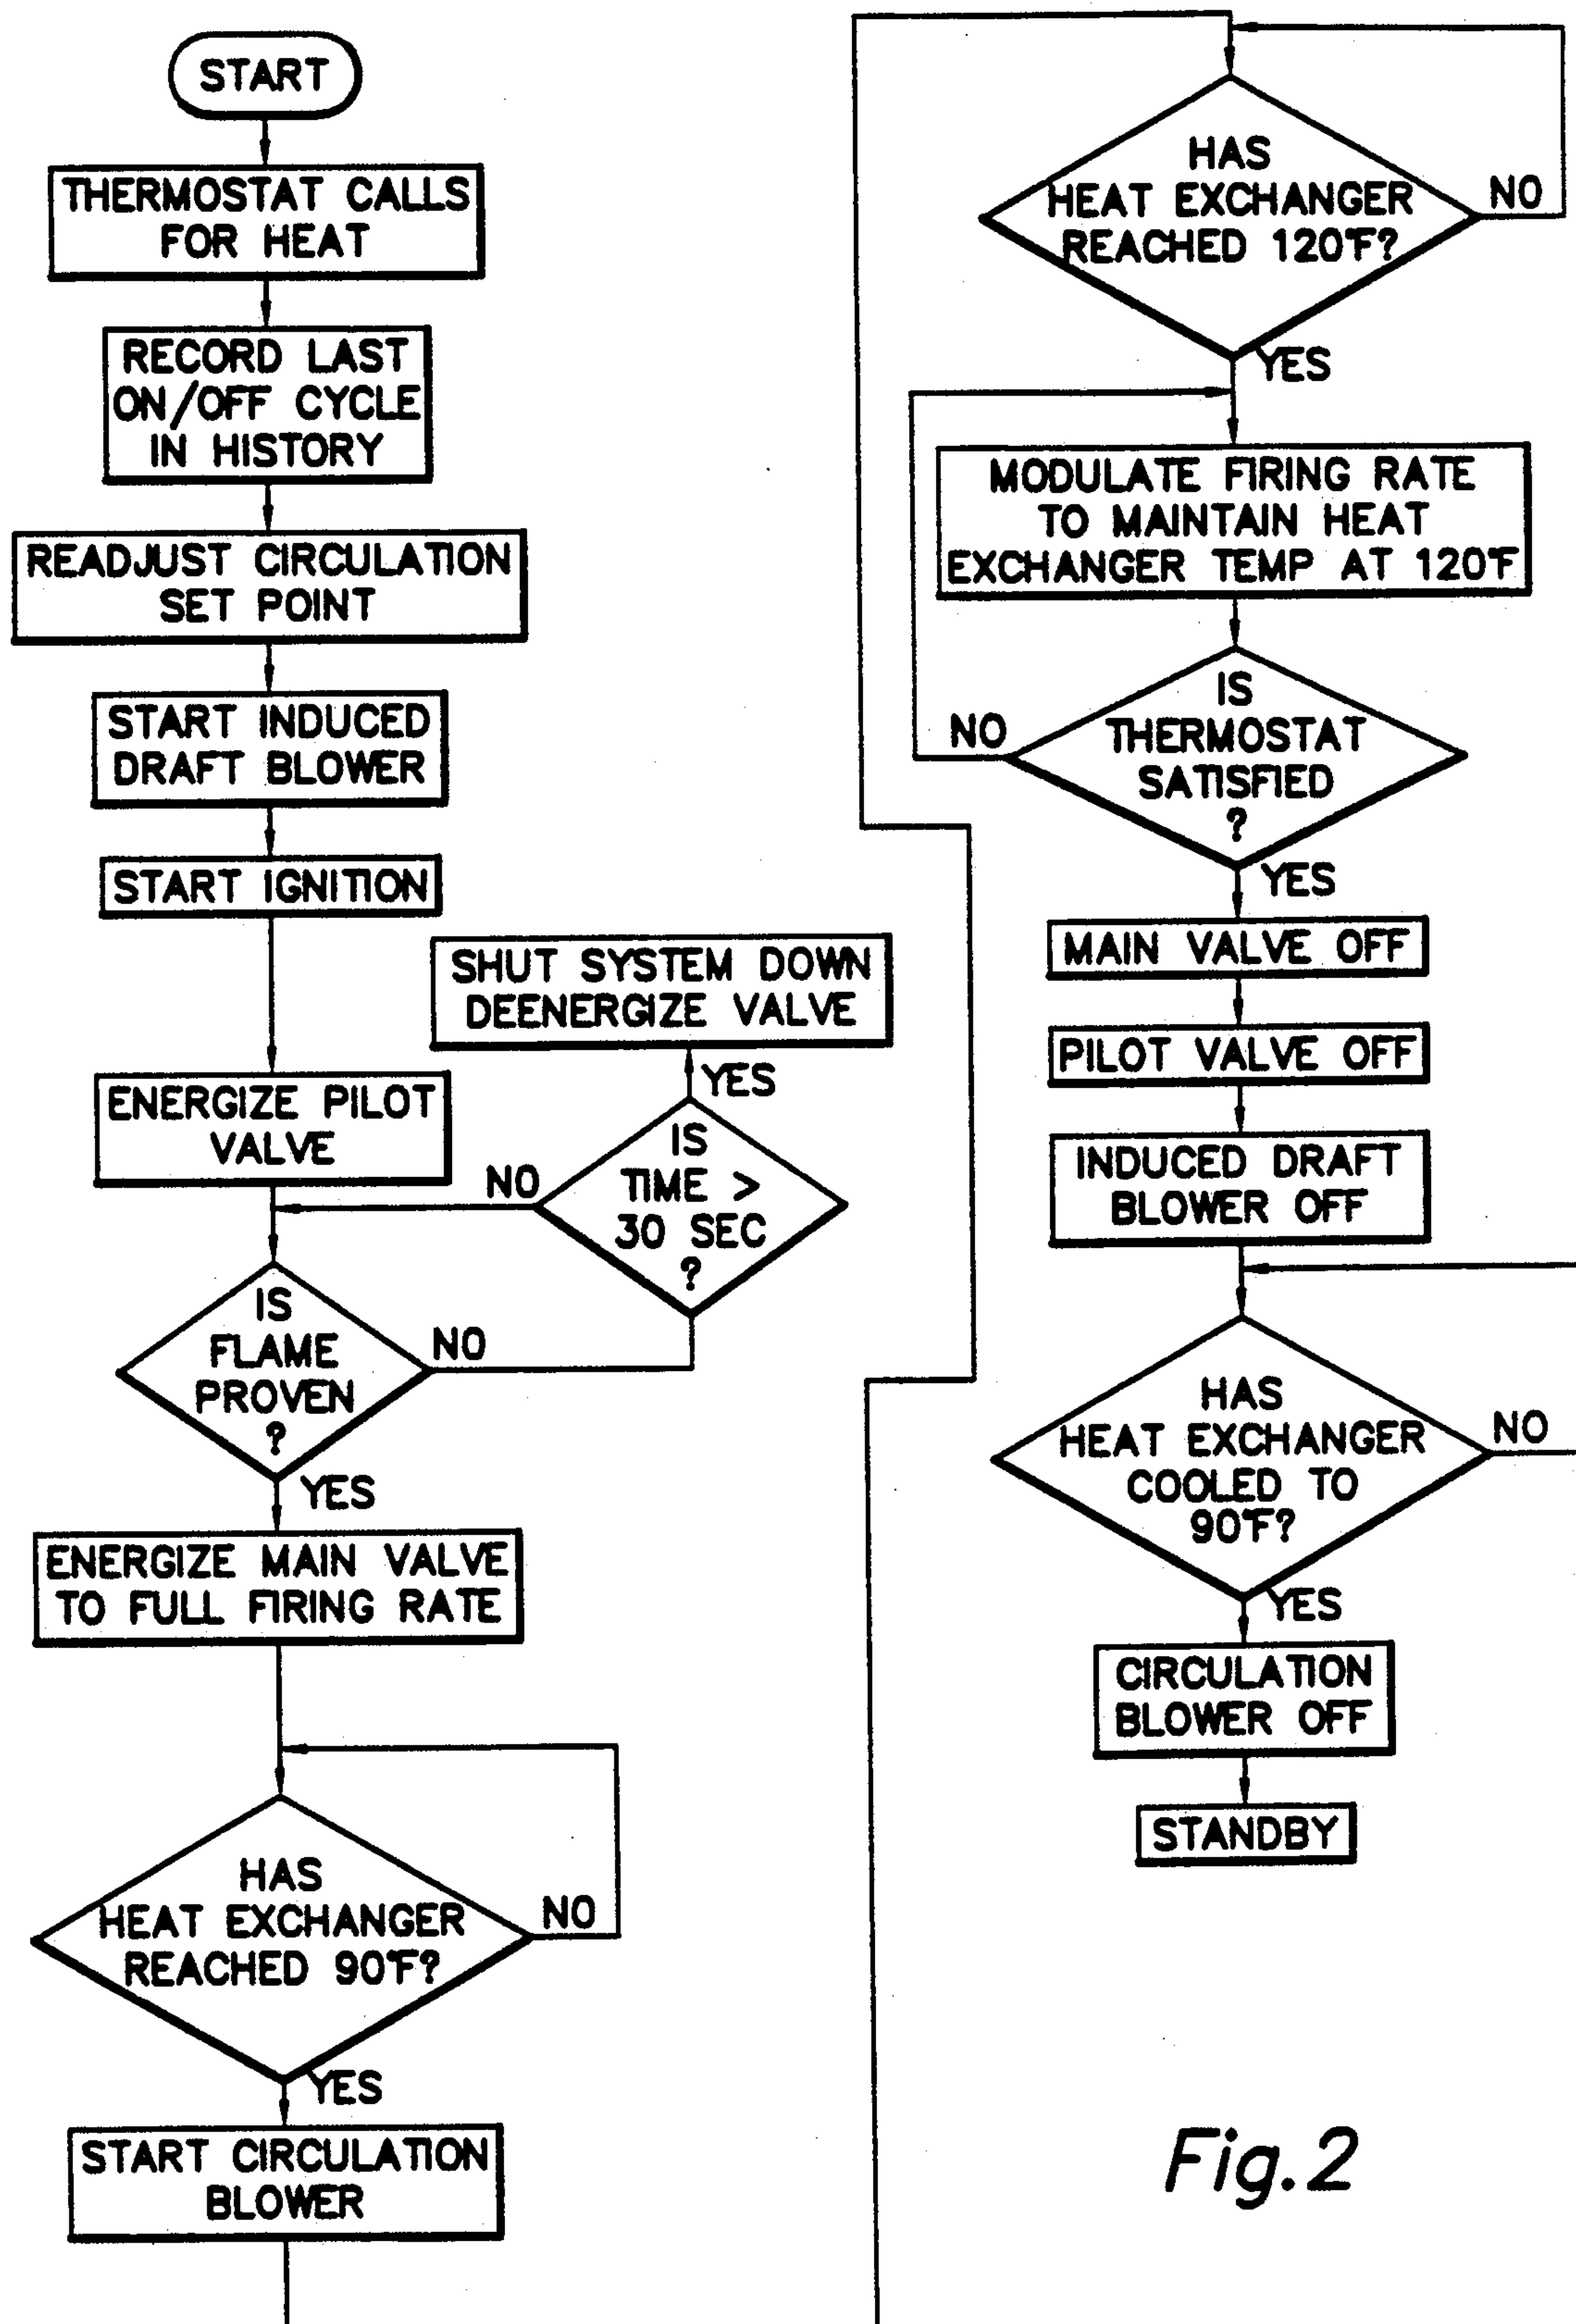 START
THERMOSTAT CALLS
FOR HEAT
RECORD LAST
ON/OFF CYCLE
IN HISTORY
READJUST CIRCULATION
SET POINT
START INDUCED
DRAFT BLOWER
START IGNITION
SHUT SYSTEM DOWN
DEENERGIZE VALVE
YES
ENERGIZE PILOT
VALVE
IS
TIME >
30 SEC
?
NO
IS
FLAME
PROVEN
?
NO
YES
ENERGIZE MAIN VALVE
TO FULL FIRING RATE
HAS
HEAT EXCHANGER
REACHED 90°F?
NO
YES
START CIRCULATION
BLOWER
HAS
HEAT EXCHANGER
REACHED 120°F?
NO
YES
MODULATE FIRING RATE
TO MAINTAIN HEAT
EXCHANGER TEMP AT 120°F
IS
THERMOSTAT
SATISFIED
?
NO
YES
MAIN VALVE OFF
PILOT VALVE OFF
INDUCED DRAFT
BLOWER OFF
HAS
HEAT EXCHANGER
COOLED TO
90°F?
NO
YES
CIRCULATION
BLOWER OFF
STANDBY
Fig.2